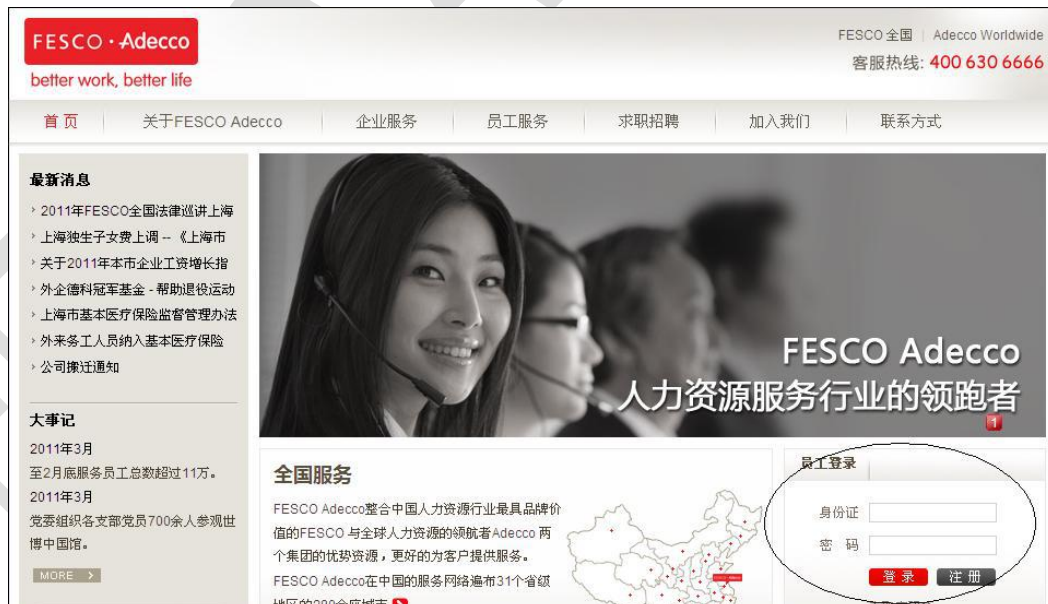 FESCO · Adecco
better work, better life
FESCO 全国 | Adecco Worldwide
客服热线: 400 630 6666
首 页
关于FESCO Adecco
企业服务
员工服务
求职招聘
加入我们
联系方式
最新消息
2011年FESCO全国法律巡讲上海
上海独生子女费上调 -- 《上海市
关于2011年本市企业工资增长指
外企德科冠军基金 - 帮助退役运动
上海市基本医疗保险监督管理办法
外来务工人员纳入基本医疗保险
公司搬迁通知
大事记
2011年3月
至2月底服务员工总数超过11万。
2011年3月
党委组织各支部党员700余人参观世
博中国馆。
MORE >
FESCO Adecco
人力资源服务行业的领跑者
1
全国服务
FESCO Adecco整合中国人力资源行业最具品牌价
值的FESCO 与全球人力资源的领航者Adecco 两
个集团的优势资源，更好的为客户提供服务。
FESCO Adecco在中国的服务网络遍布31个省级
员工登录
身份证
密 码
登 录
注 册